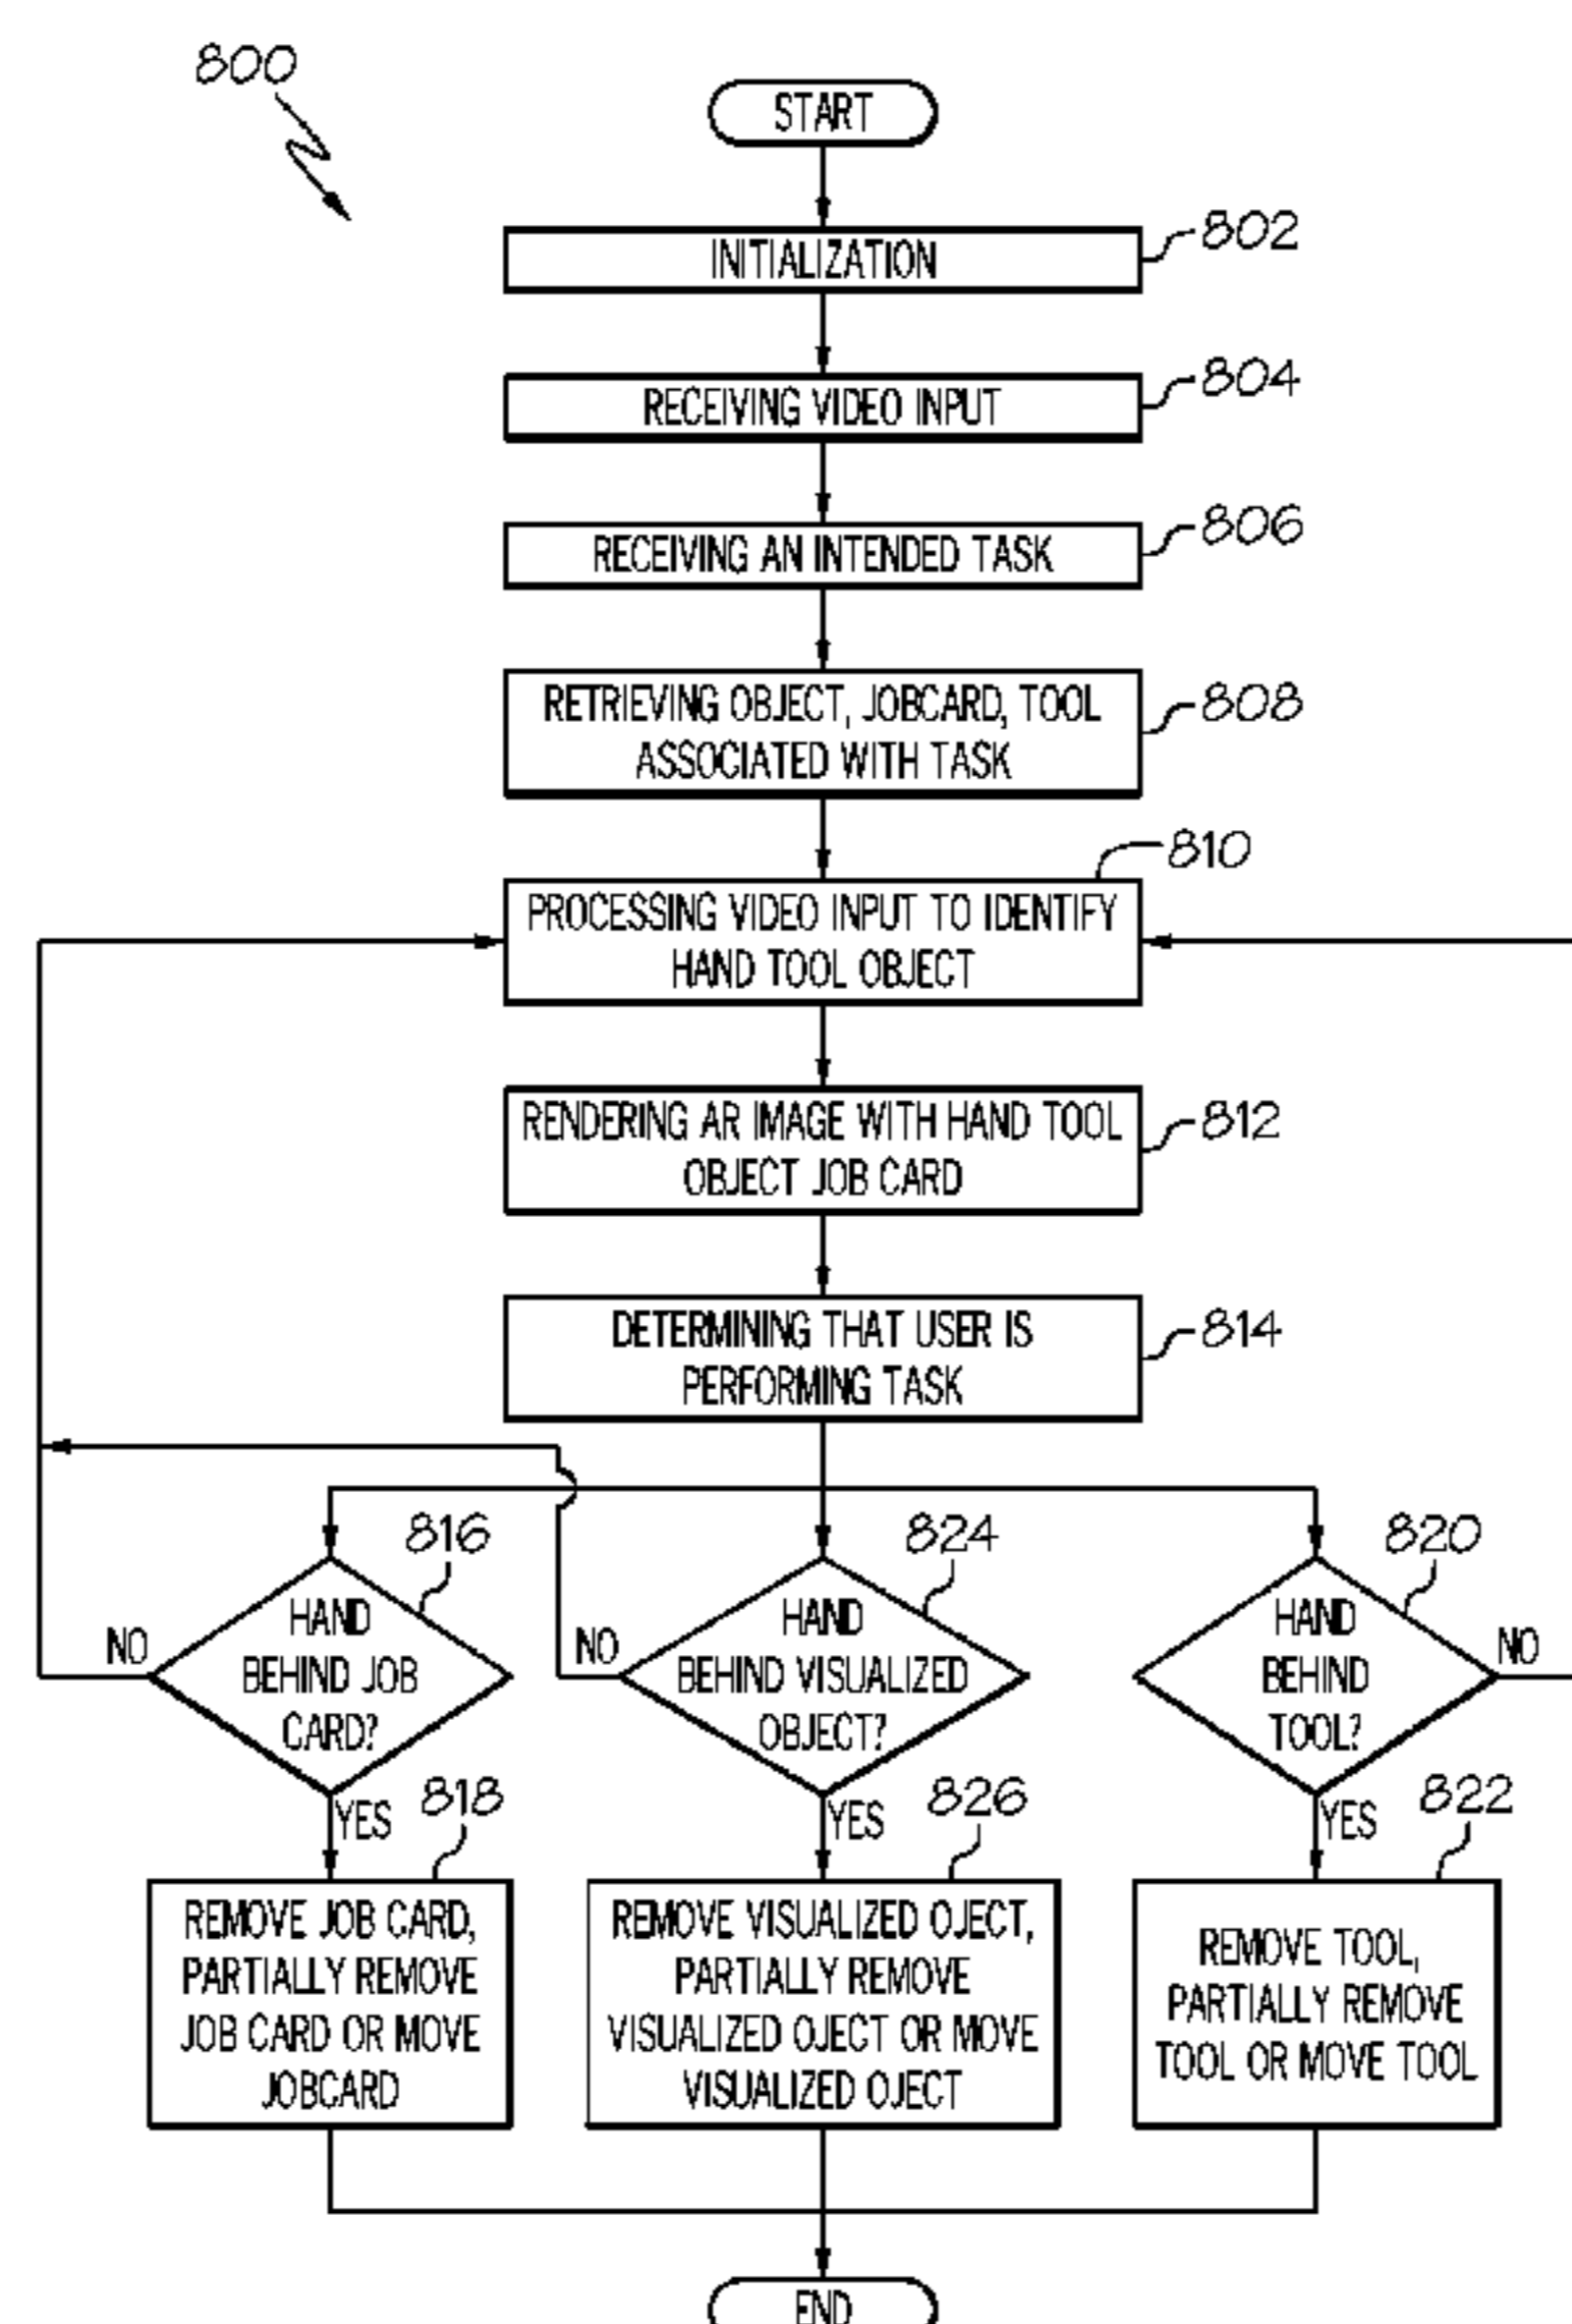 800
START
INITIALIZATION
802
RECEIVING VIDEO INPUT
804
RECEIVING AN INTENDED TASK
806
RETRIEVING OBJECT, JOBCARD, TOOL
ASSOCIATED WITH TASK
808
810
PROCESSING VIDEO INPUT TO IDENTIFY
HAND TOOL OBJECT
RENDERING AR IMAGE WITH HAND TOOL
OBJECT JOB CARD
812
DETERMINING THAT USER IS
PERFORMING TASK
814
816
HAND
BEHIND JOB
CARD?
NO
YES
824
HAND
BEHIND VISUALIZED
OBJECT?
NO
YES
820
HAND
BEHIND
TOOL?
NO
YES
818
REMOVE JOB CARD,
PARTIALLY REMOVE
JOB CARD OR MOVE
JOBCARD
826
REMOVE VISUALIZED OJECT,
PARTIALLY REMOVE
VISUALIZED OJECT OR MOVE
VISUALIZED OJECT
822
REMOVE TOOL,
PARTIALLY REMOVE
TOOL OR MOVE TOOL
END